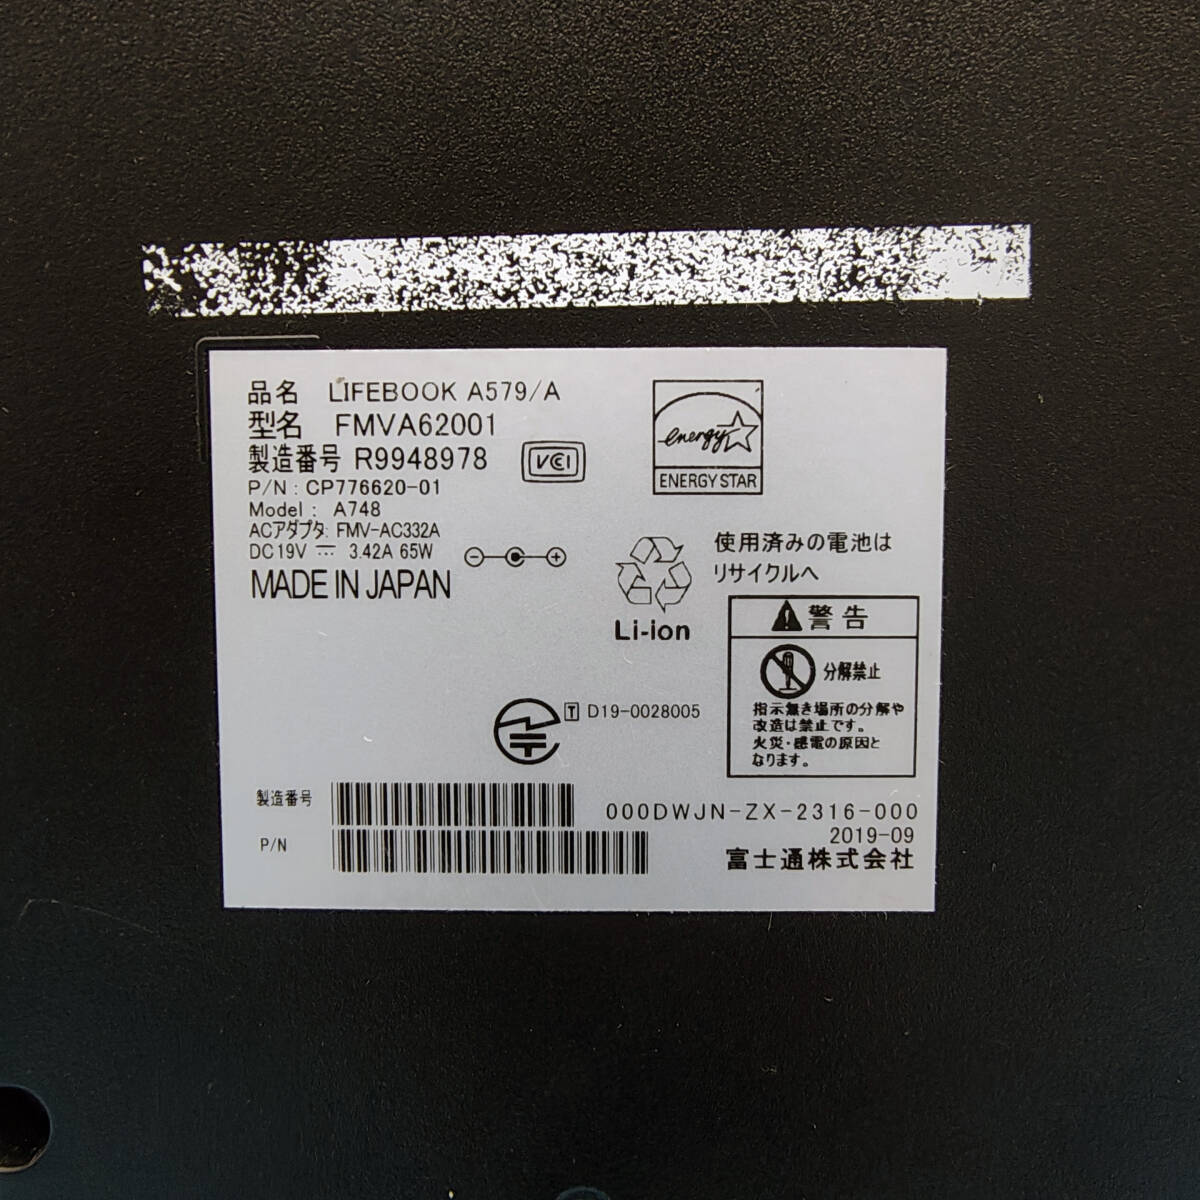 品名 LIFEBOOK A579/A
型名 FMVA62001
製造番号 R9948978
VCCI
P/N : CP776620-01
Model : A748
ACアダプタ: FMV-AC332A
DC19V ⎓ 3.42A 65W
MADE IN JAPAN
energy
ENERGY STAR
使用済みの電池は
リサイクルへ
Li-ion
警告
分解禁止
指示無き場所の分解や
改造は禁止です。
火災・感電の原因と
なります。
T D19-0028005
製造番号
P/N
000DWJN-ZX-2316-000
2019-09
富士通株式会社